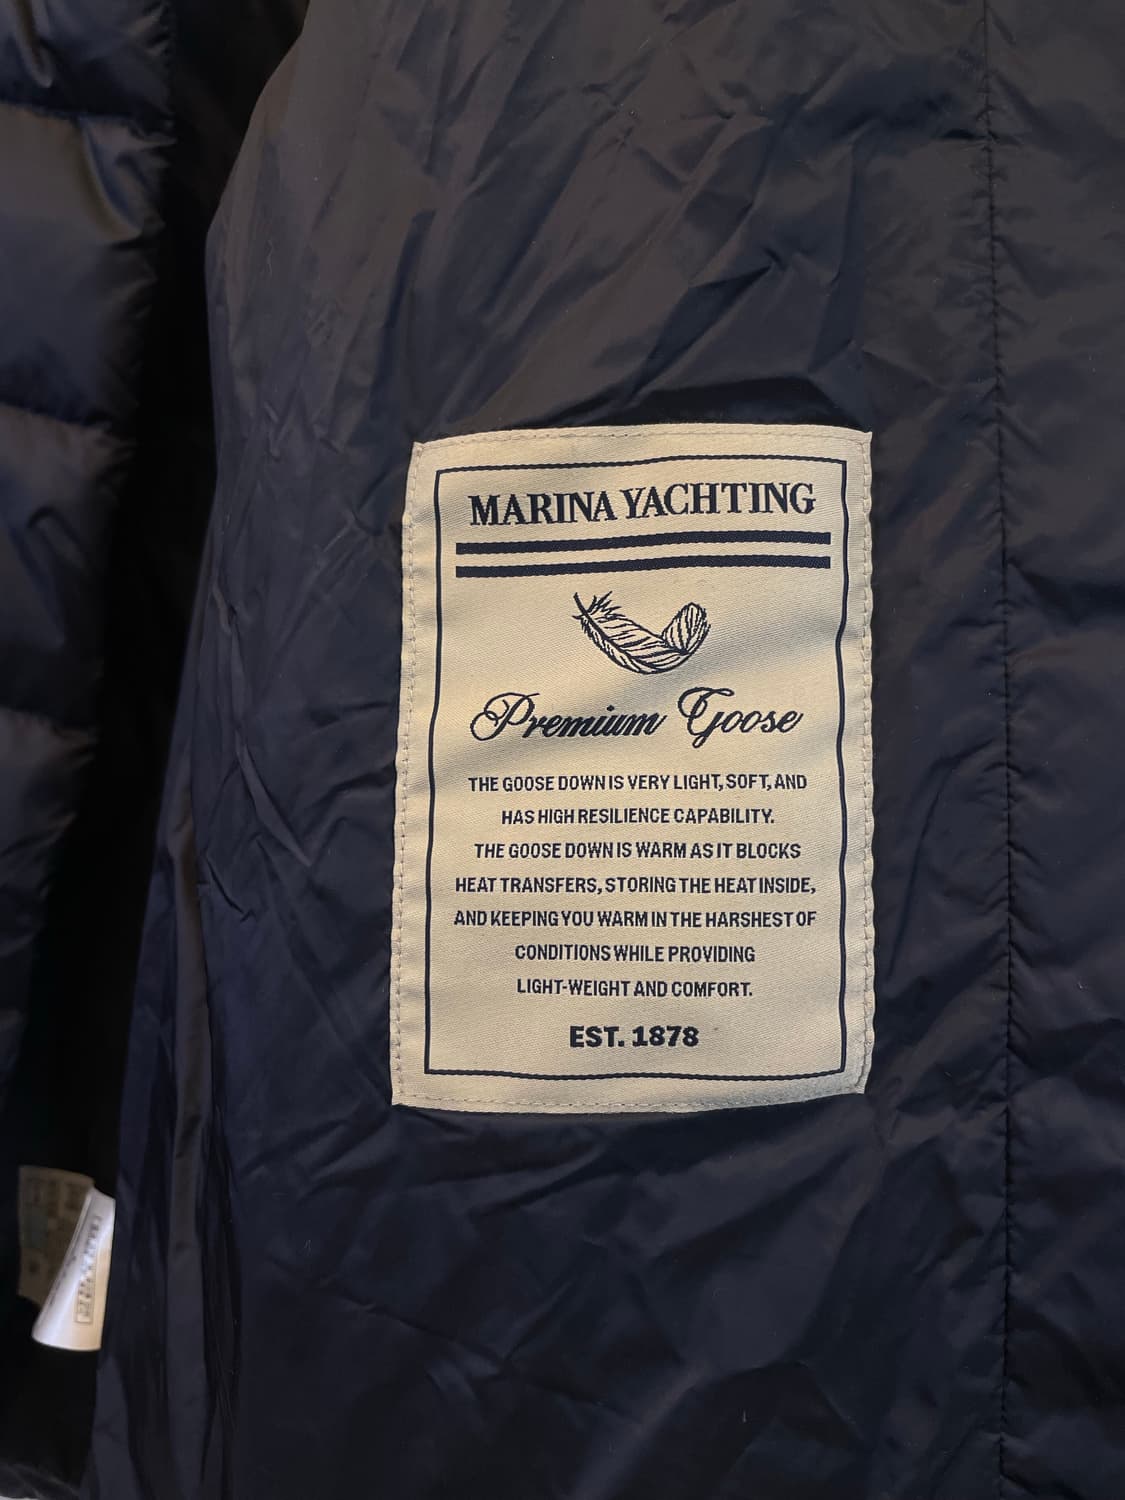 MARINA YACHTING
Premium Goose
THE GOOSE DOWN IS VERY LIGHT, SOFT, AND
HAS HIGH RESILIENCE CAPABILITY.
THE GOOSE DOWN IS WARM AS IT BLOCKS
HEAT TRANSFERS, STORING THE HEAT INSIDE,
AND KEEPING YOU WARM IN THE HARSHEST OF
CONDITIONS WHILE PROVIDING
LIGHT-WEIGHT AND COMFORT.
EST. 1878